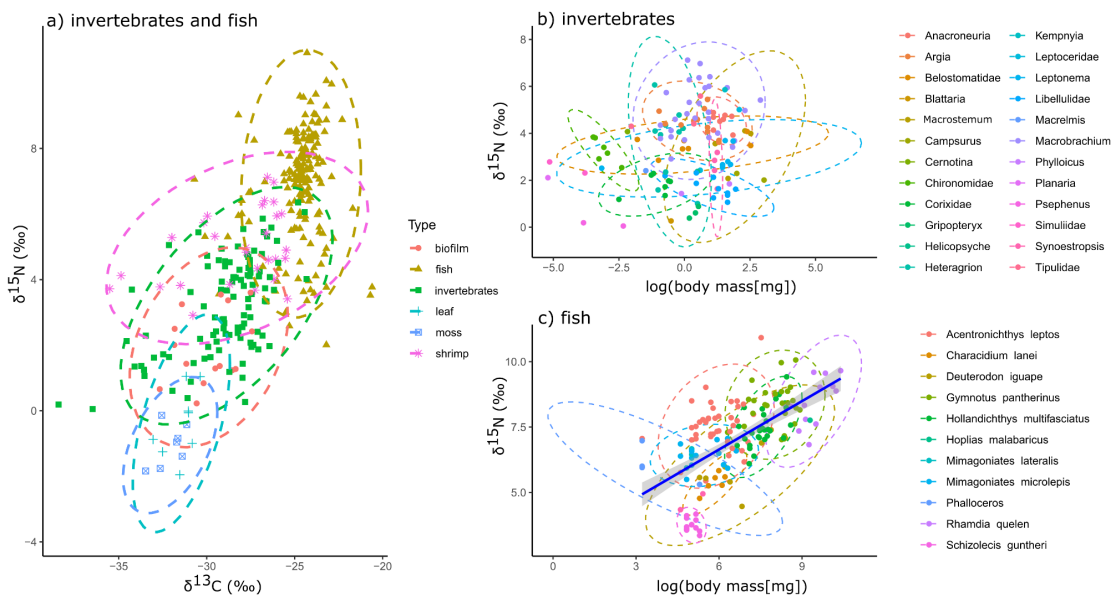 a) invertebrates and fish
8
4
0
−4
δ15N (‰)
−35
−30
−25
−20
δ13C (‰)
Type
biofilm
fish
invertebrates
leaf
moss
shrimp
b) invertebrates
8
6
4
2
0
δ15N (‰)
−5.0
−2.5
0.0
2.5
5.0
log(body mass[mg])
Anacroneuria
Argia
Belostomatidae
Blattaria
Macrostemum
Campsurus
Cernotina
Chironomidae
Corixidae
Gripopteryx
Helicopsyche
Heteragrion
Kempnyia
Leptoceridae
Leptonema
Libellulidae
Macrelmis
Macrobrachium
Phylloicus
Planaria
Psephenus
Simuliidae
Synoestropsis
Tipulidae
c) fish
10.0
7.5
5.0
δ15N (‰)
0
3
6
9
log(body mass[mg])
Acentronichthys leptos
Characidium lanei
Deuterodon iguape
Gymnotus pantherinus
Hollandichthys multifasciatus
Hoplias malabaricus
Mimagoniates lateralis
Mimagoniates microlepis
Phalloceros
Rhamdia quelen
Schizolecis guntheri